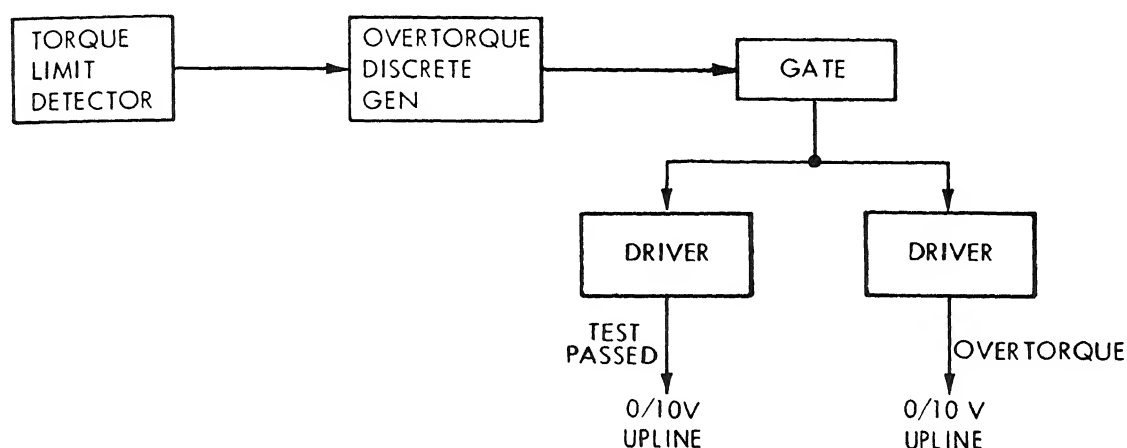 TORQUE
LIMIT
DETECTOR
OVERTORQUE
DISCRETE
GEN
GATE
DRIVER
DRIVER
TEST
PASSED
OVERTORQUE
0/10V
UPLINE
0/10 V
UPLINE